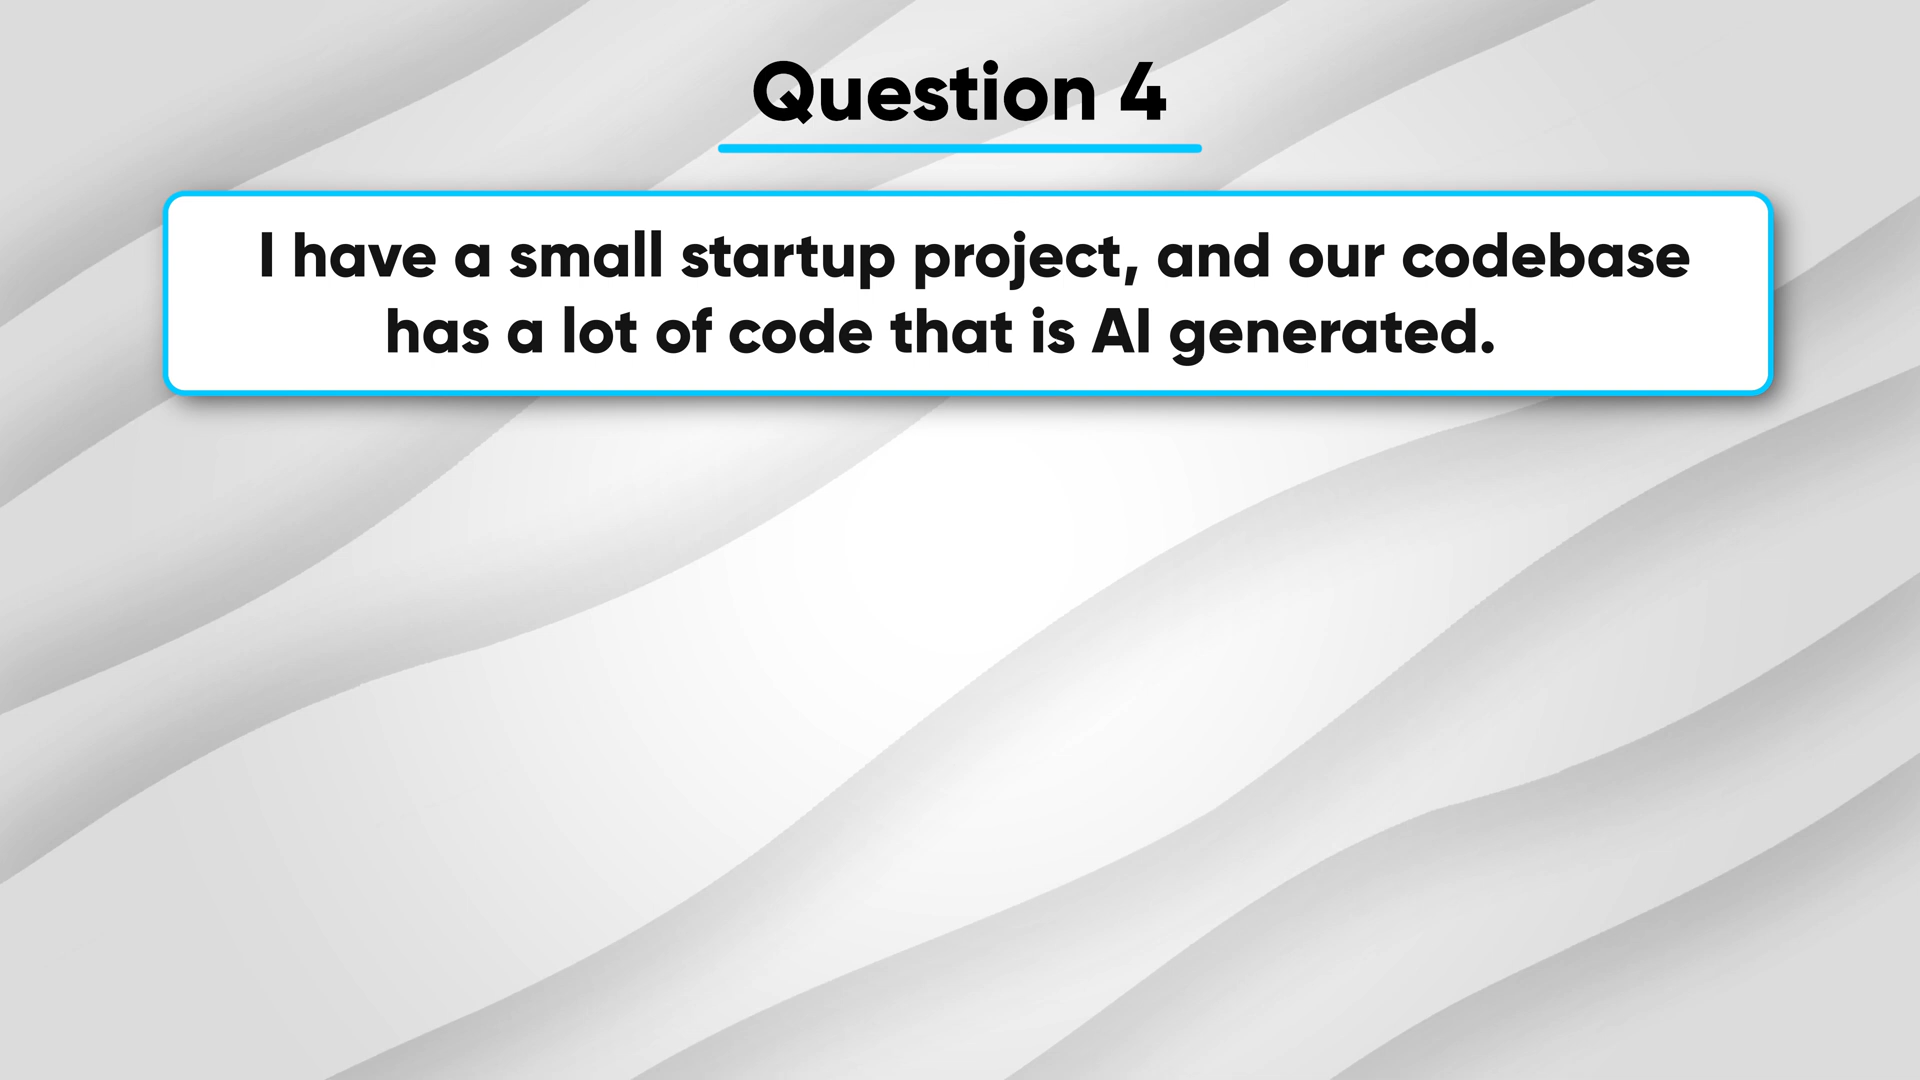 Question 4
I have a small startup project, and our codebase
has a lot of code that is AI generated.